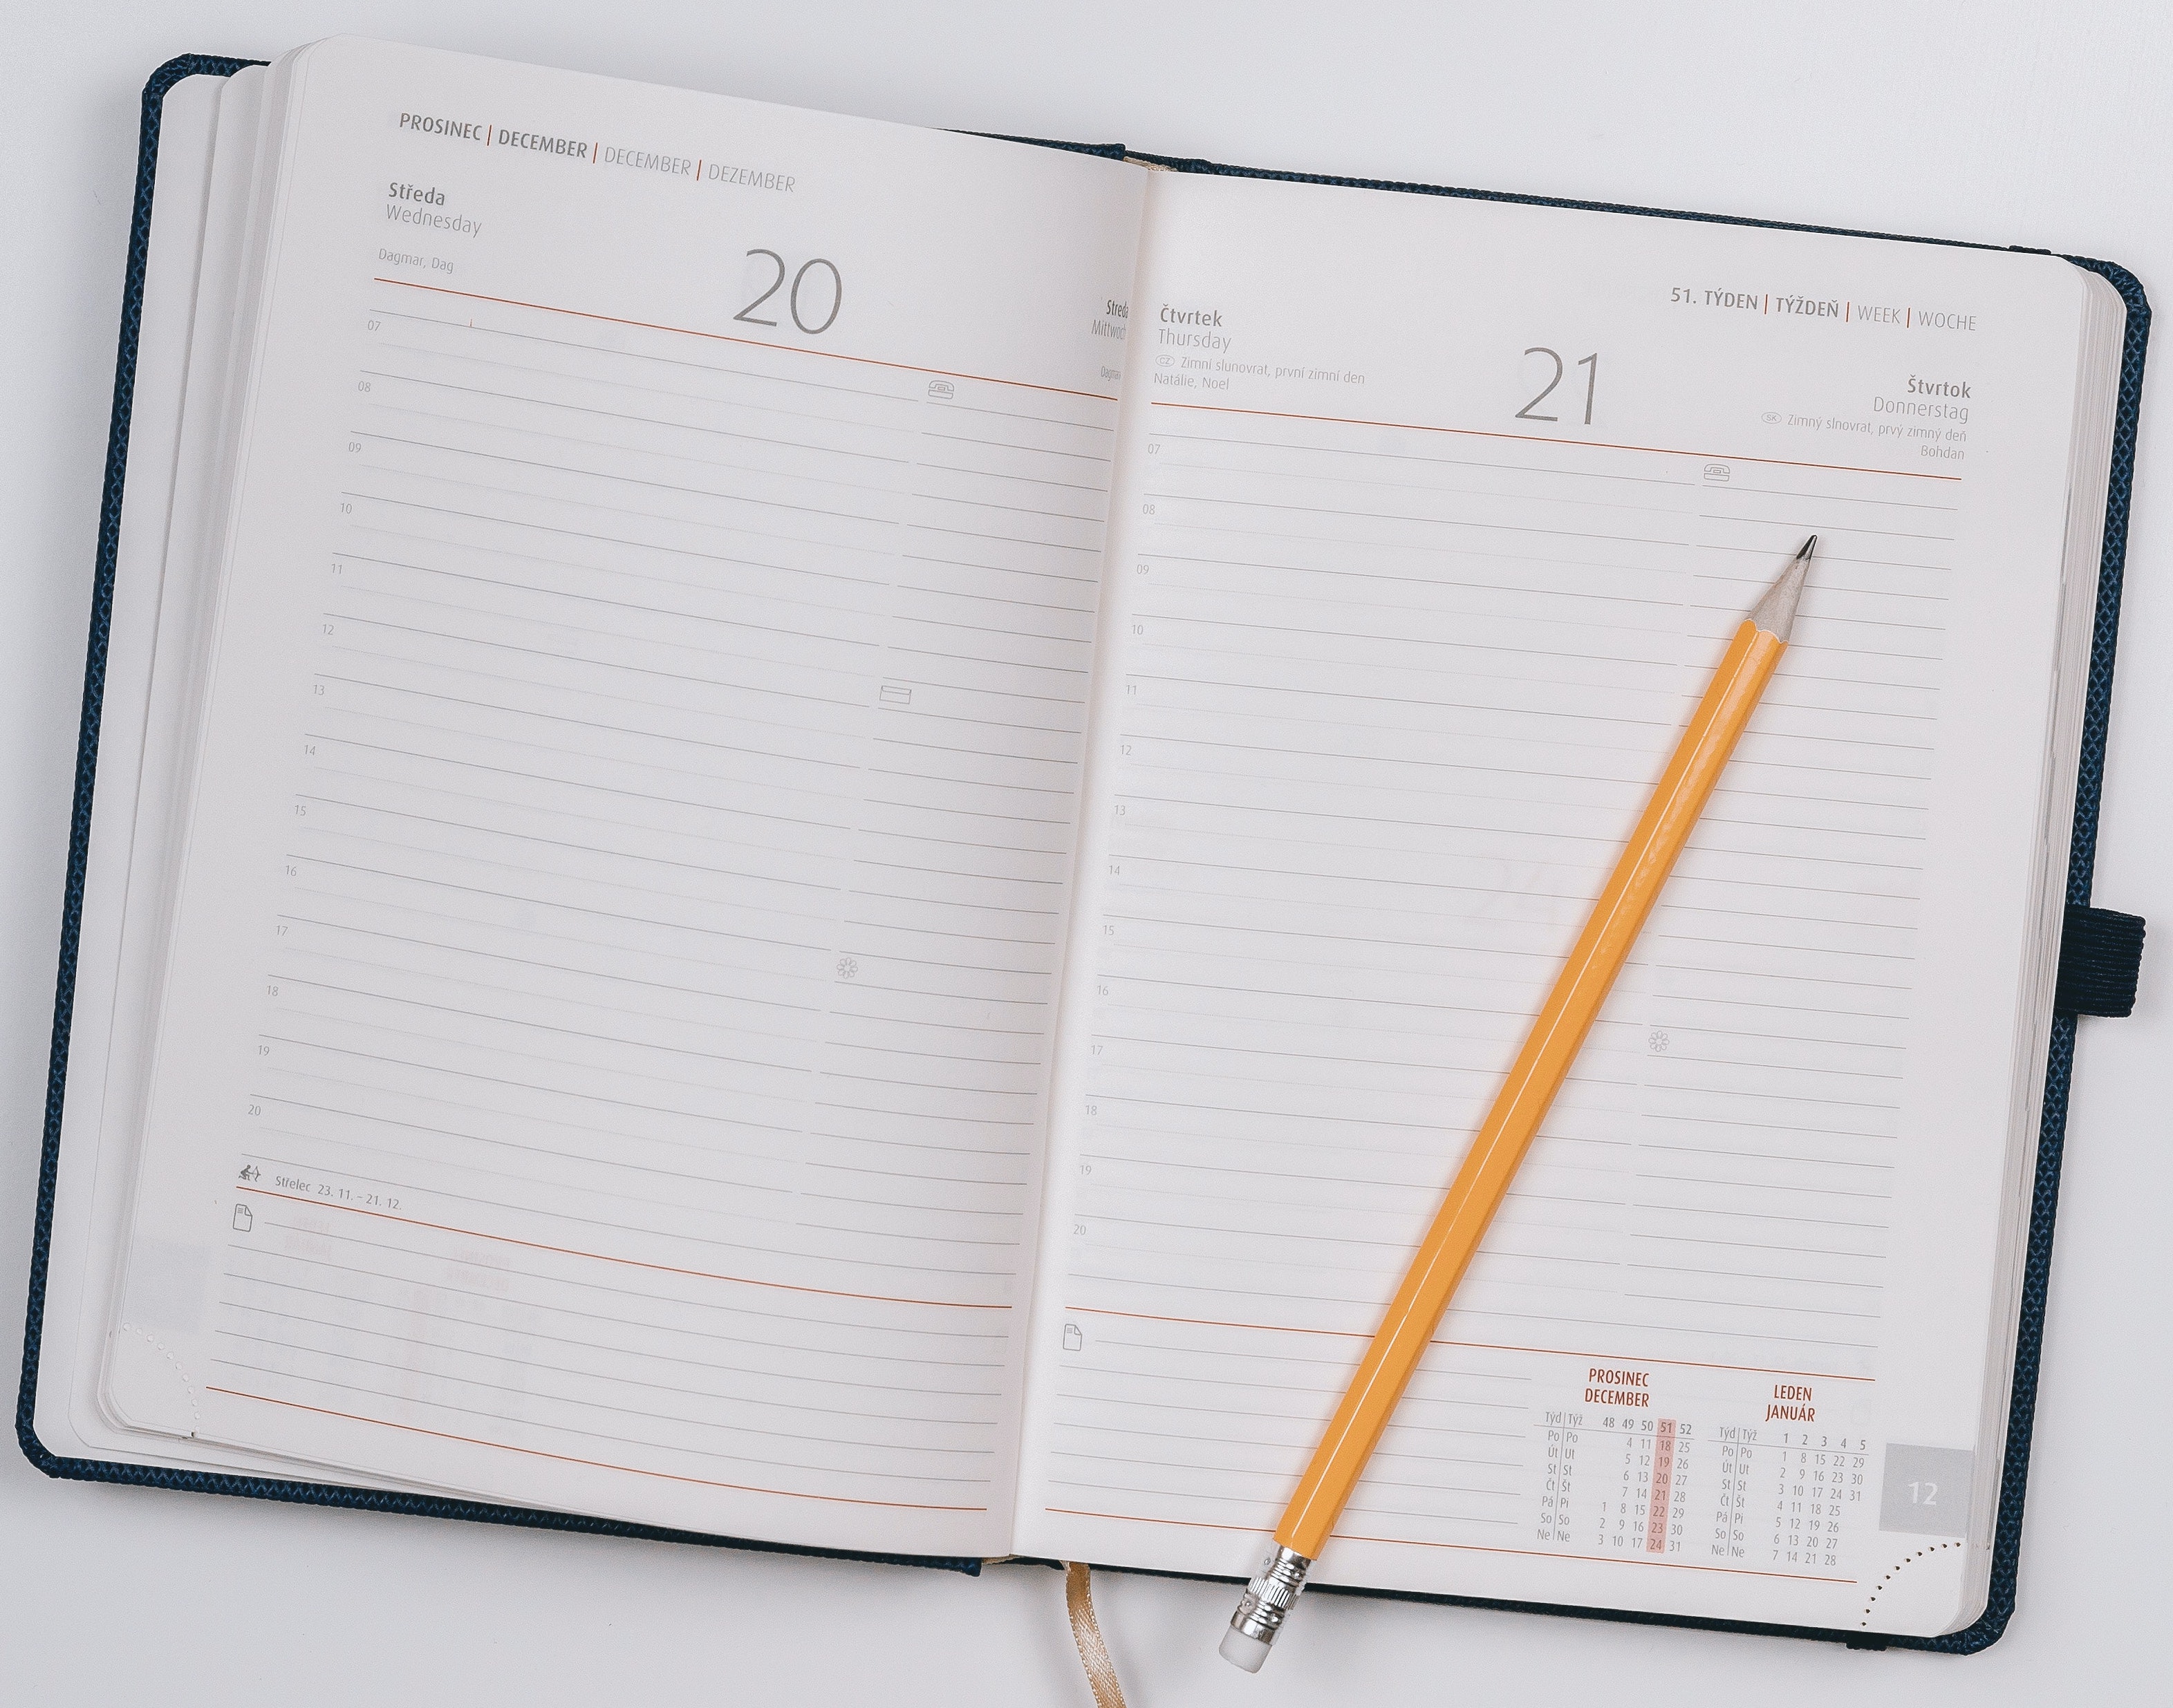 PROSINEC | DECEMBER | DECEMBER | DEZEMBER
Středa
Wednesday
Dagmar, Dag
20
Streda
Mittwoch
Dagmar
07
08
09
10
11
12
13
14
15
16
17
18
19
20
Střelec 23. 11. - 21. 12.
51. TÝDEN | TÝŽDEŇ | WEEK | WOCHE
Čtvrtek
Thursday
CZ Zimní slunovrat, první zimní den
Natálie, Noel
21
Štvrtok
Donnerstag
SK Zimný slnovrat, prvý zimný deň
Bohdan
07
08
09
10
11
12
13
14
15
16
17
18
19
20
PROSINEC
DECEMBER
Týd | Týž 48 49 50 51 52
Po | Po 4 11 18 25
Út | Ut 5 12 19 26
St | St 6 13 20 27
Čt | Št 7 14 21 28
Pá | Pi 1 8 15 22 29
So | So 2 9 16 23 30
Ne | Ne 3 10 17 24 31
LEDEN
JANUÁR
Týd | Týž 1 2 3 4 5
Po | Po 1 8 15 22 29
Út | Ut 2 9 16 23 30
St | St 3 10 17 24 31
Čt | Št 4 11 18 25
Pá | Pi 5 12 19 26
So | So 6 13 20 27
Ne | Ne 7 14 21 28
12